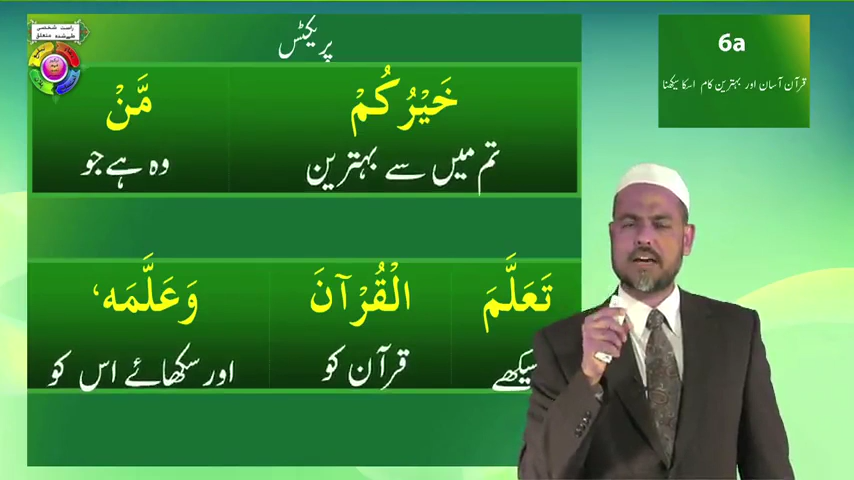 پریکٹس
6a
قرآن آسان اور بہترین کام اسکا سیکھنا
خَيْرُكُمْ مَّنْ
تم میں سے بہترین وہ ہے جو
تَعَلَّمَ الْقُرْآنَ وَعَلَّمَه،
سیکھے قرآن کو اور سکھائے اس کو